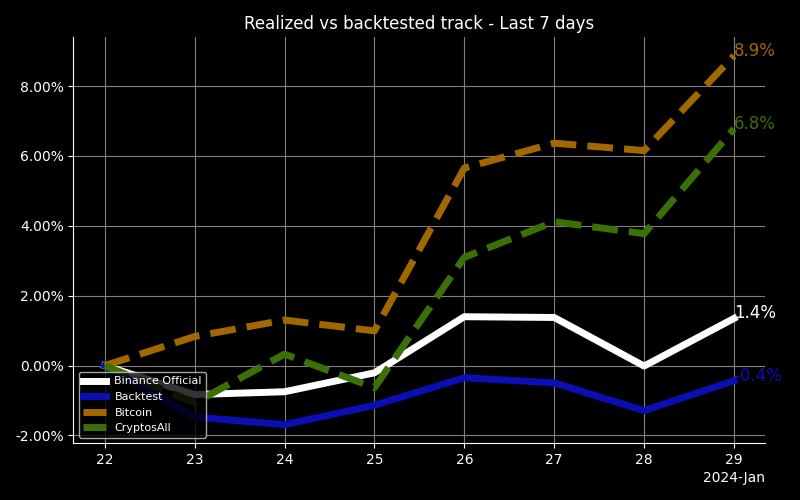 Realized vs backtested track - Last 7 days
8.9%
8.00%
6.8%
6.00%
4.00%
2.00%
1.4%
0.00%
-0.4%
Binance Official
Backtest
Bitcoin
CryptosAll
-2.00%
22 23 24 25 26 27 28 29
2024-Jan